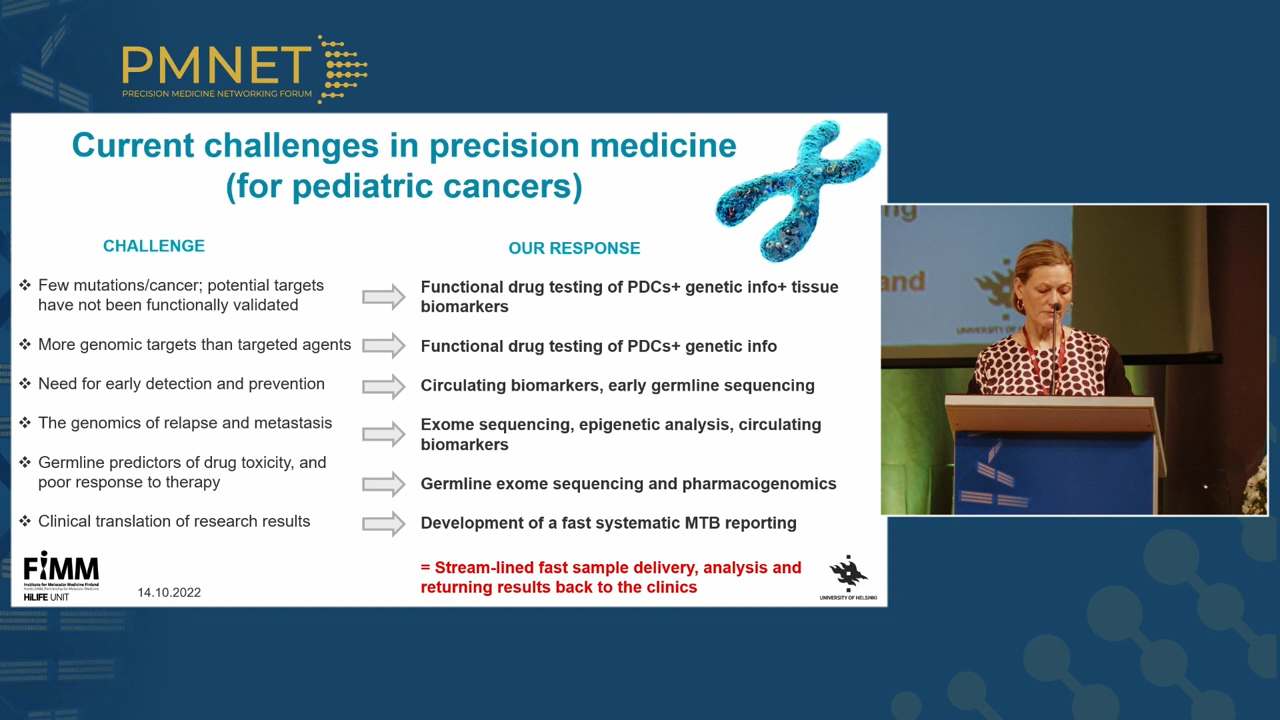 PMNET
PRECISION MEDICINE NETWORKING FORUM
Current challenges in precision medicine
(for pediatric cancers)
CHALLENGE
OUR RESPONSE
❖ Few mutations/cancer; potential targets
have not been functionally validated
Functional drug testing of PDCs+ genetic info+ tissue
biomarkers
❖ More genomic targets than targeted agents
Functional drug testing of PDCs+ genetic info
❖ Need for early detection and prevention
Circulating biomarkers, early germline sequencing
❖ The genomics of relapse and metastasis
Exome sequencing, epigenetic analysis, circulating
biomarkers
❖ Germline predictors of drug toxicity, and
poor response to therapy
Germline exome sequencing and pharmacogenomics
❖ Clinical translation of research results
Development of a fast systematic MTB reporting
= Stream-lined fast sample delivery, analysis and
returning results back to the clinics
FIMM
Institute for Molecular Medicine Finland
HiLIFE UNIT
14.10.2022
UNIVERSITY OF HELSINKI
ng
and
UNIVERSITY OF H